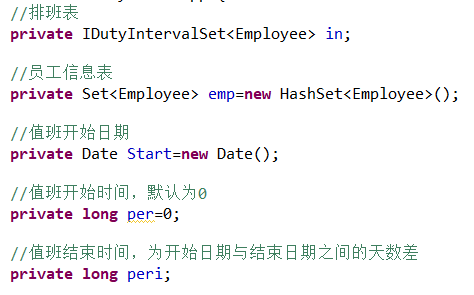 //排班表
private IDutyIntervalSet<Employee> in;
//员工信息表
private Set<Employee> emp=new HashSet<Employee>();
//值班开始日期
private Date Start=new Date();
//值班开始时间，默认为0
private long per=0;
//值班结束时间，为开始日期与结束日期之间的天数差
private long peri;